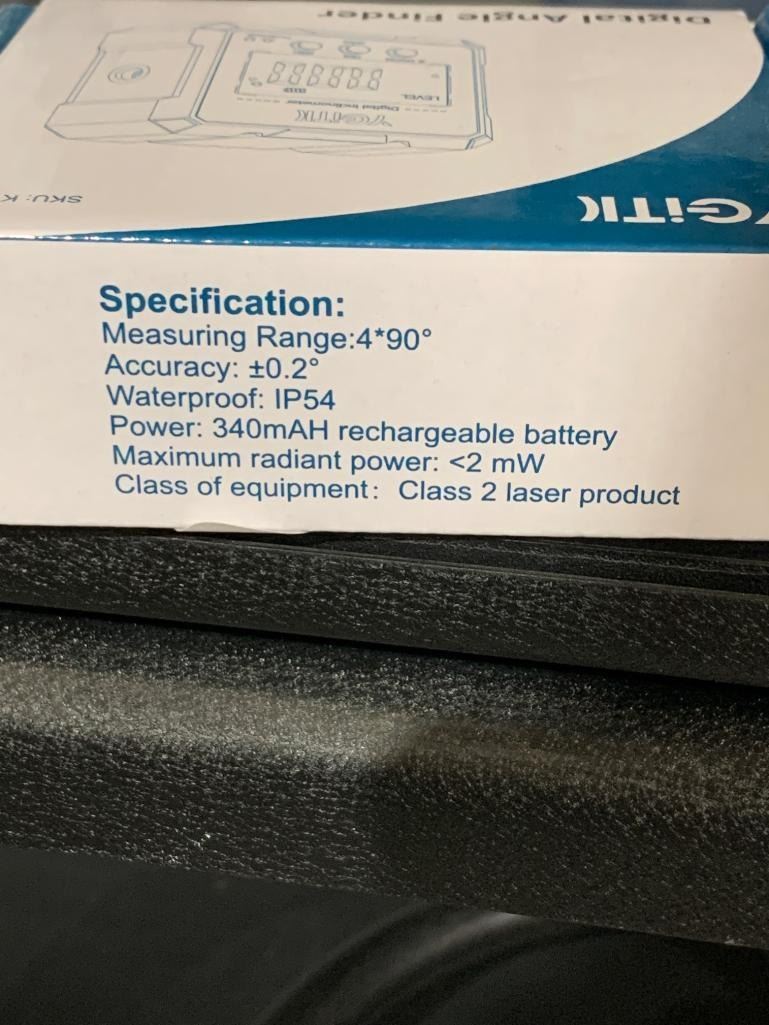 Digital Angle Finder
LEVEL
Digital Inclinometer
SKU: K
Specification:
Measuring Range:4*90°
Accuracy: ±0.2°
Waterproof: IP54
Power: 340mAH rechargeable battery
Maximum radiant power: <2 mW
Class of equipment: Class 2 laser product